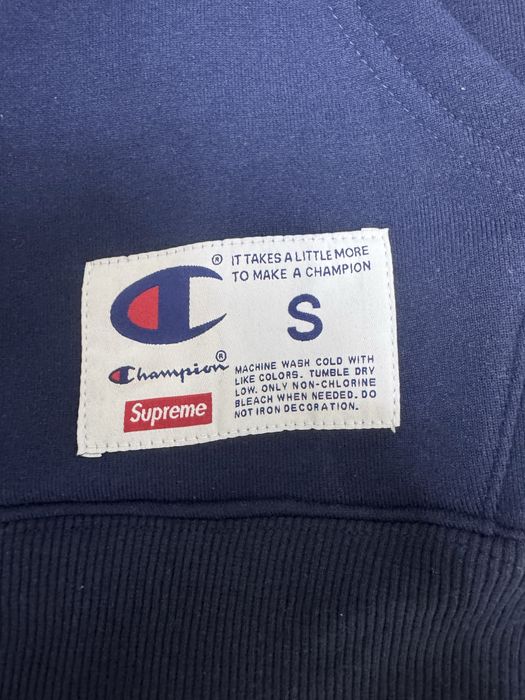 ®
IT TAKES A LITTLE MORE
TO MAKE A CHAMPION
S
Champion®
Supreme
MACHINE WASH COLD WITH
LIKE COLORS. TUMBLE DRY
LOW. ONLY NON-CHLORINE
BLEACH WHEN NEEDED. DO
NOT IRON DECORATION.